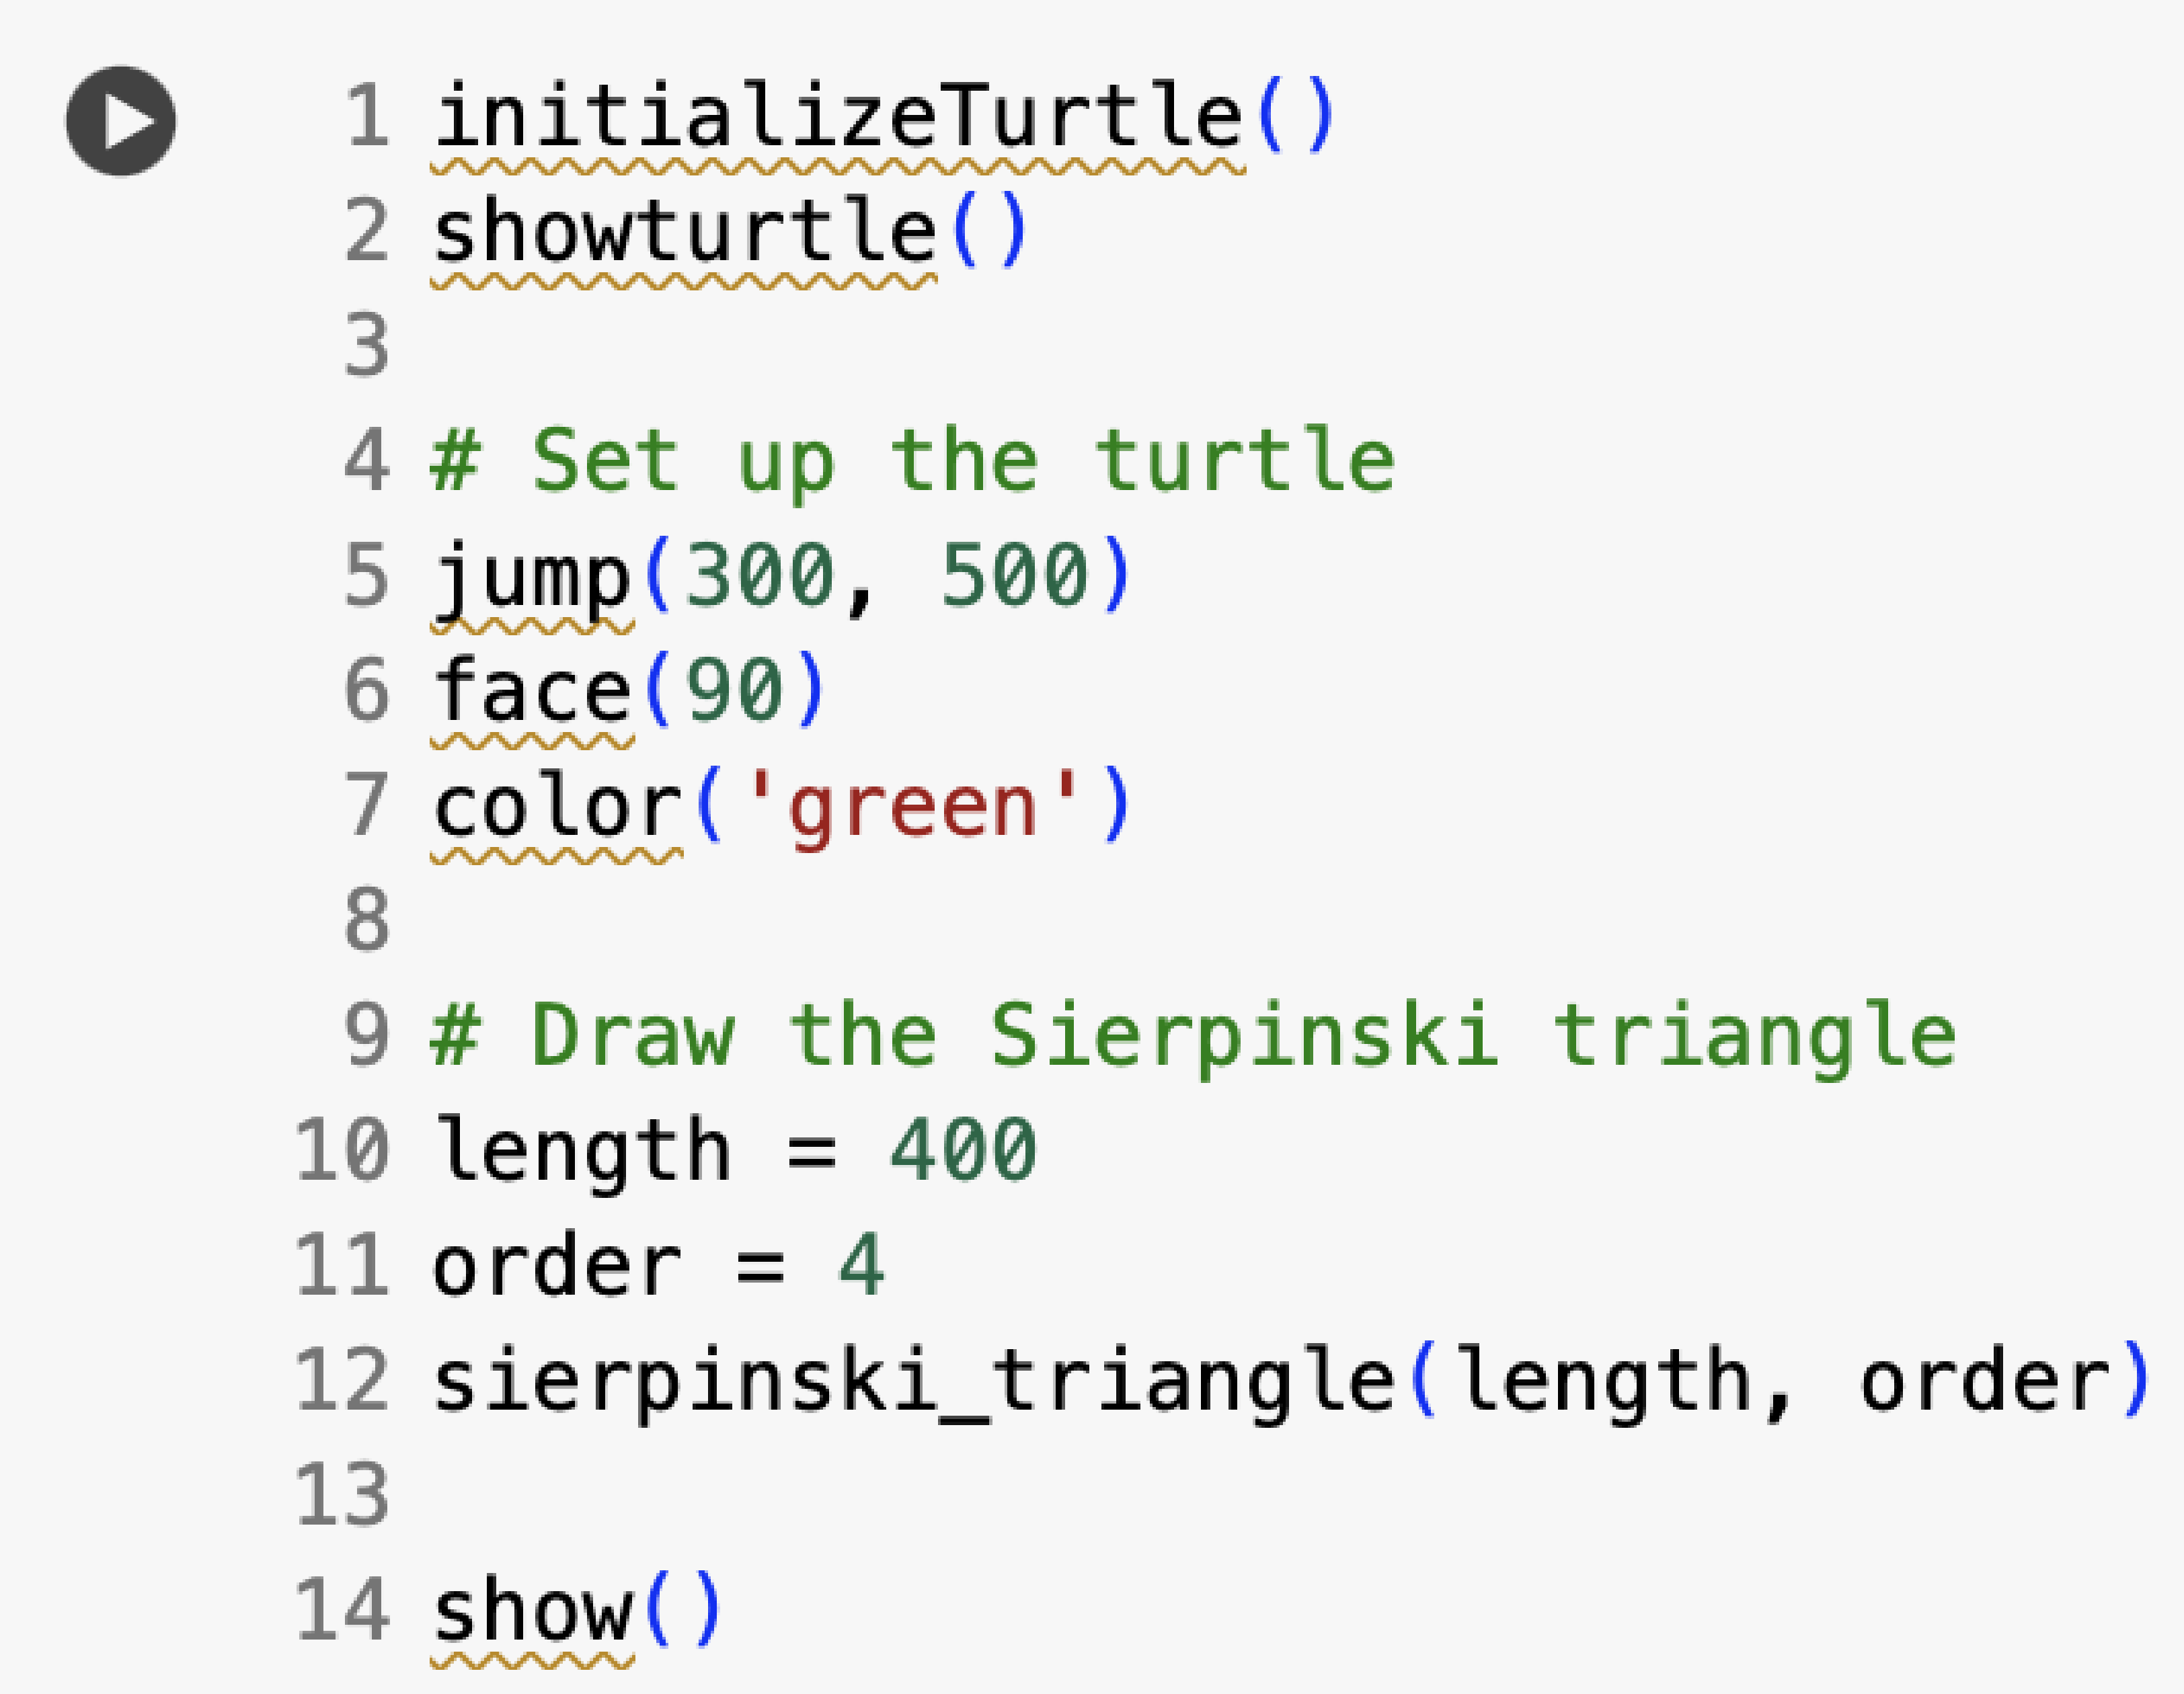 1 initializeTurtle()
2 showturtle()
3
4 # Set up the turtle
5 jump(300, 500)
6 face(90)
7 color('green')
8
9 # Draw the Sierpinski triangle
10 length = 400
11 order = 4
12 sierpinski_triangle(length, order)
13
14 show()